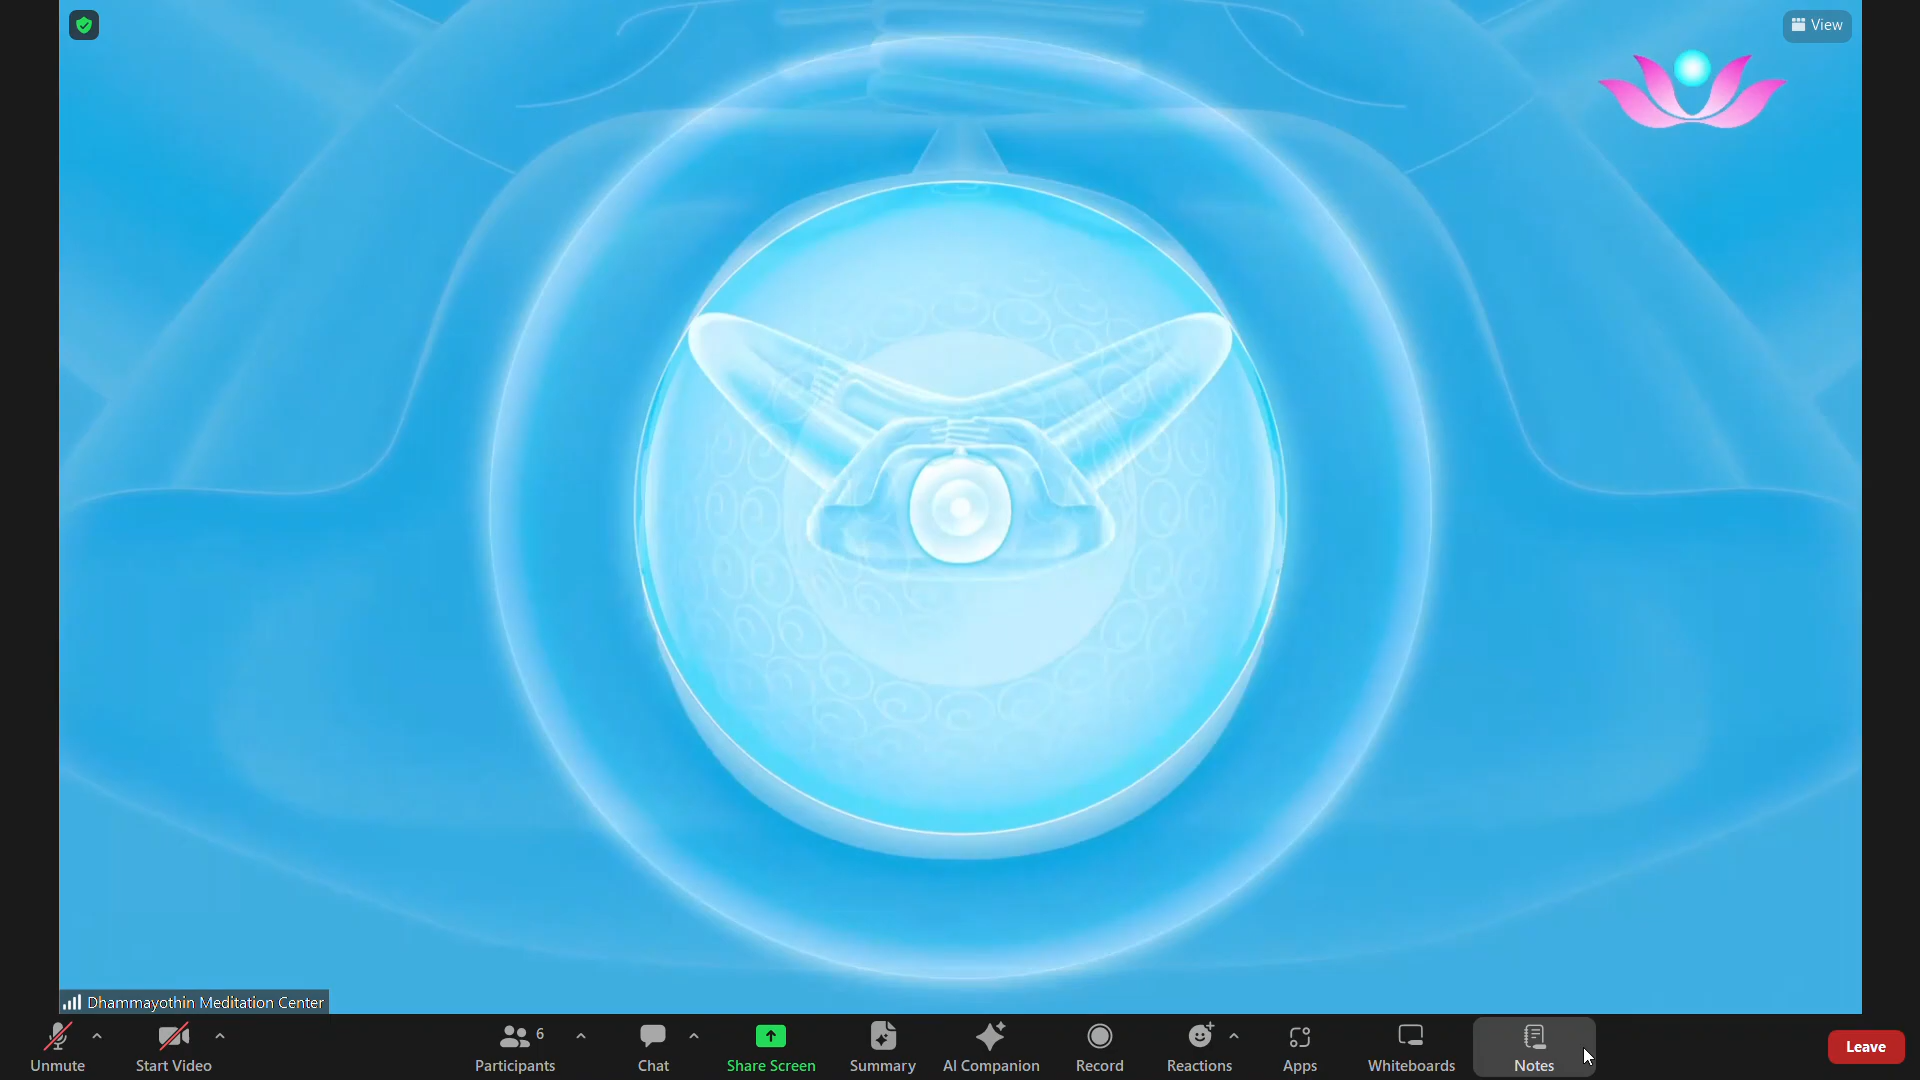 View
Dhammayothin Meditation Center
Unmute
Start Video
6
Participants
Chat
Share Screen
Summary
AI Companion
Record
Reactions
Apps
Whiteboards
Notes
Leave